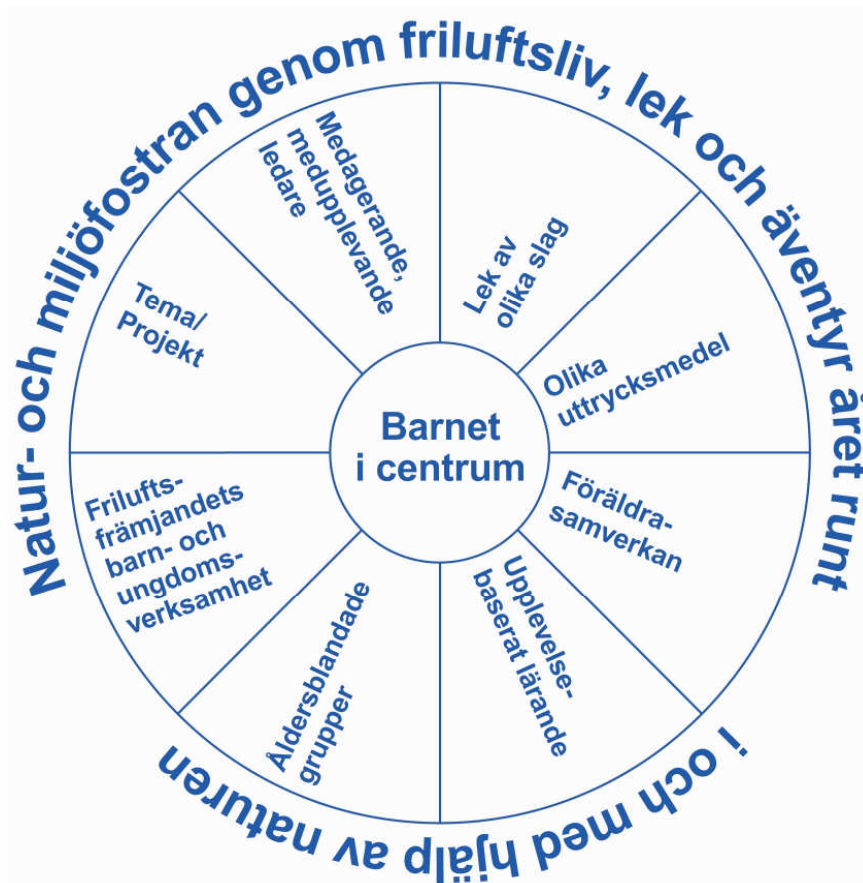 Natur- och miljöfostran genom friluftsliv, lek och äventyr året runt
i och med hjälp av naturen
Barnet
i centrum
Lek av
olika slag
Olika
uttrycksmedel
Föräldra-
samverkan
Upplevelse-
baserat lärande
Åldersblandade
grupper
Frilufts-
främjandets
barn- och
ungdoms-
verksamhet
Tema/
Projekt
Medagerande,
medupplevande
ledare